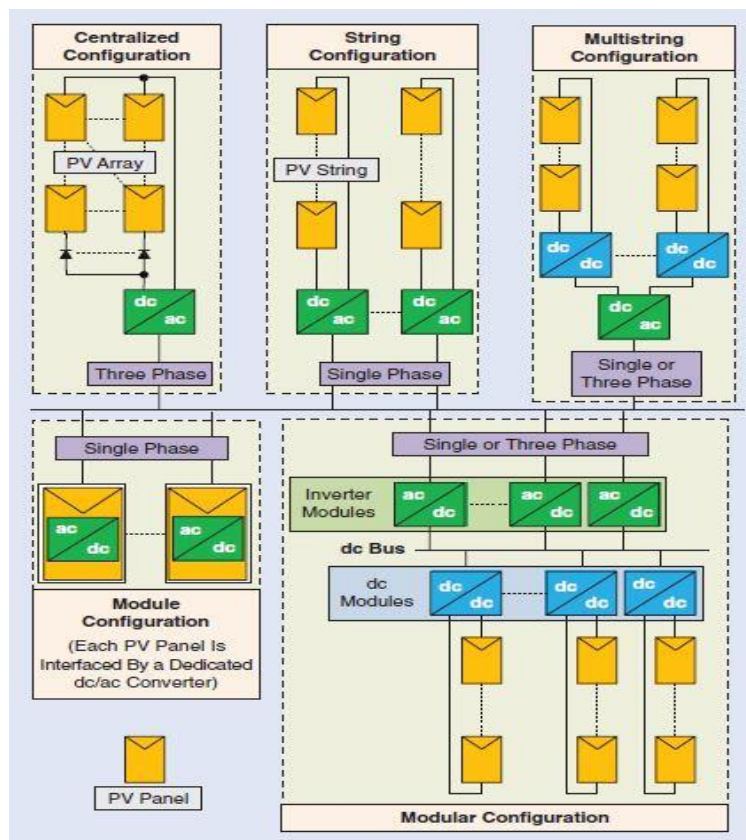 Centralized
Configuration
PV Array
dc
ac
Three Phase
String
Configuration
PV String
dc
ac
dc
ac
Single Phase
Multistring
Configuration
dc
dc
dc
dc
dc
ac
Single or
Three Phase
Single Phase
ac
dc
ac
dc
Module
Configuration
(Each PV Panel Is
Interfaced By a Dedicated
dc/ac Converter)
PV Panel
Single or Three Phase
Inverter
Modules
ac
dc
ac
dc
ac
dc
dc Bus
dc
Modules
dc
dc
dc
dc
dc
dc
Modular Configuration